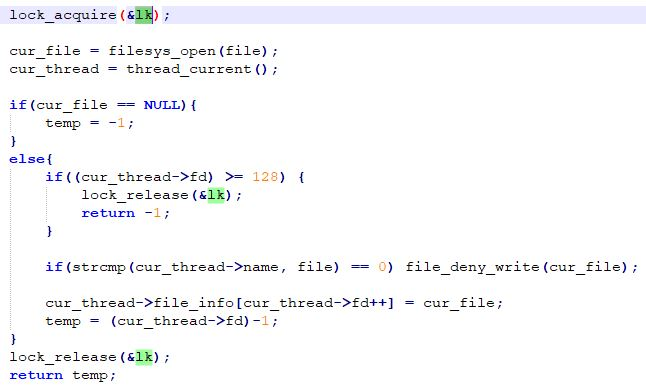 lock_acquire(&lk);
cur_file = filesys_open(file);
cur_thread = thread_current();
if(cur_file == NULL){
temp = -1;
}
else{
if((cur_thread->fd) >= 128) {
lock_release(&lk);
return -1;
}
if(strcmp(cur_thread->name, file) == 0) file_deny_write(cur_file);
cur_thread->file_info[cur_thread->fd++] = cur_file;
temp = (cur_thread->fd)-1;
}
lock_release(&lk);
return temp;